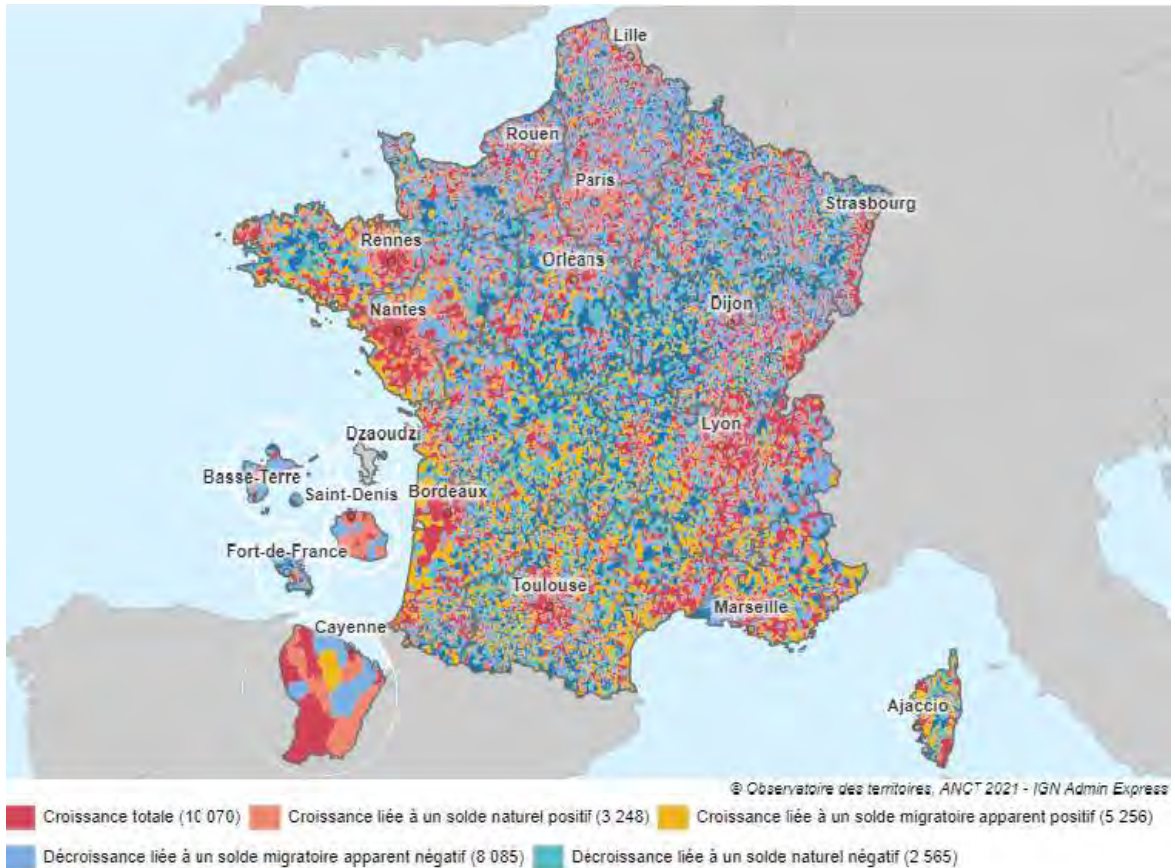 Lille
Rouen
Paris
Strasbourg
Rennes
Orléans
Dijon
Nantes
Lyon
Dzaoudzi
Basse-Terre
Saint-Denis
Bordeaux
Fort-de-France
Toulouse
Marseille
Cayenne
Ajaccio
© Observatoire des territoires, ANCT 2021 - IGN Admin Express
Croissance totale (10 070) Croissance liée à un solde naturel positif (3 248) Croissance liée à un solde migratoire apparent positif (5 256)
Décroissance liée à un solde migratoire apparent négatif (8 085) Décroissance liée à un solde naturel négatif (2 565)